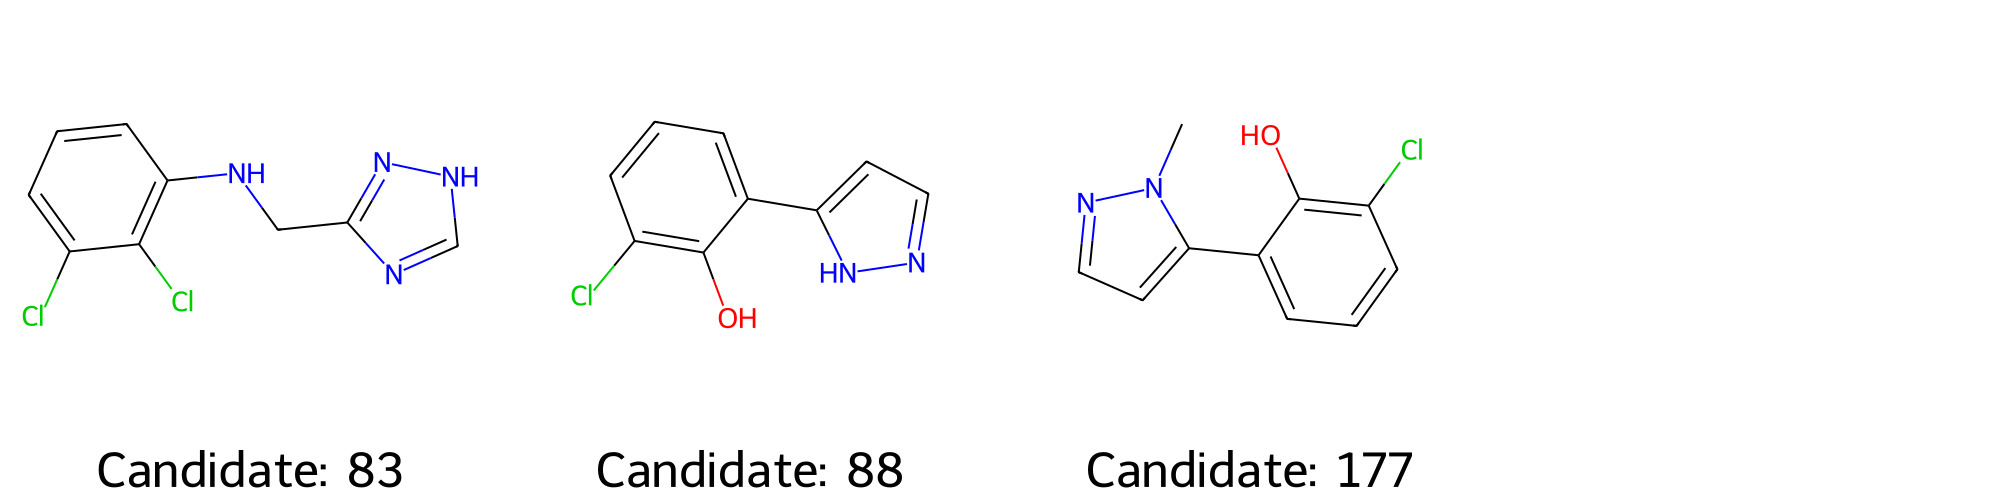 NH
N
NH
N
Cl
Cl
HN
N
Cl
OH
N
N
HO
Cl
Candidate: 83
Candidate: 88
Candidate: 177